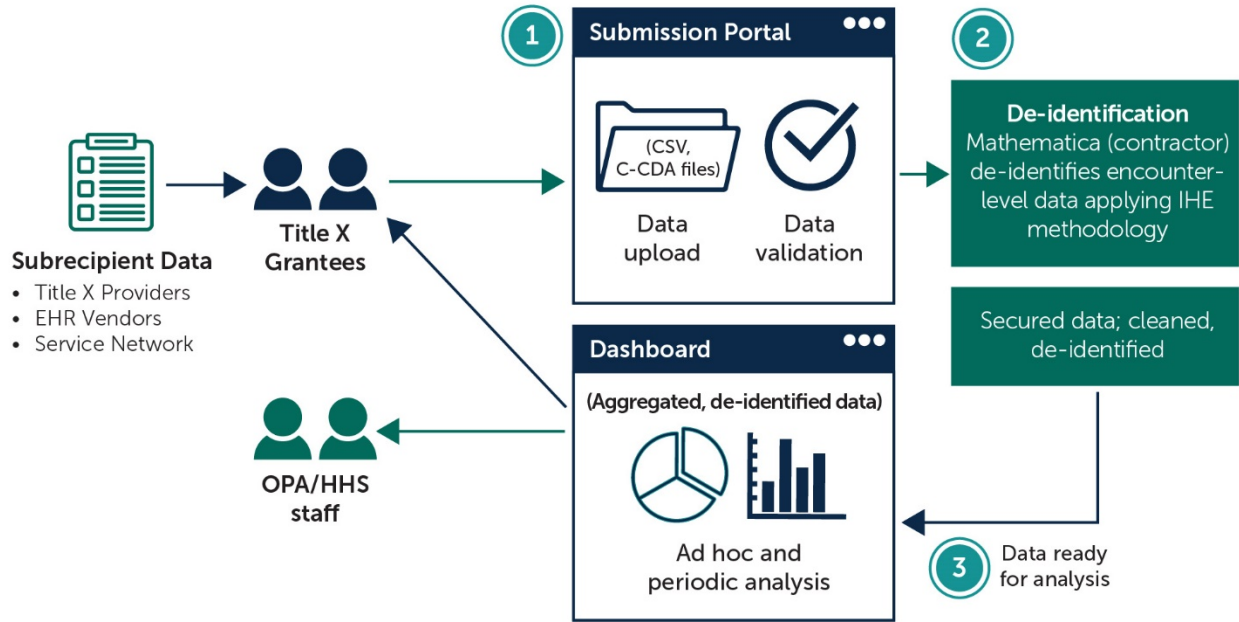 1
Submission Portal
2
(CSV,
C-CDA files)
Data
upload
Data
validation
De-identification
Mathematica (contractor)
de-identifies encounter-
level data applying IHE
methodology
Subrecipient Data
• Title X Providers
• EHR Vendors
• Service Network
Title X
Grantees
Secured data; cleaned,
de-identified
Dashboard
(Aggregated, de-identified data)
Ad hoc and
periodic analysis
OPA/HHS
staff
3
Data ready
for analysis